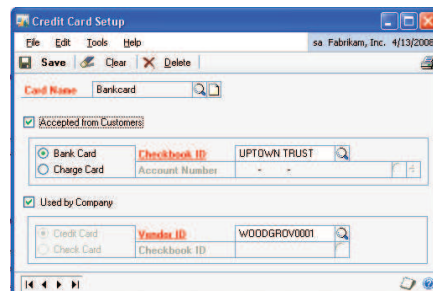 Credit Card Setup
File Edit Tools Help sa Fabrikam, Inc. 4/13/2008
Save Clear Delete
Card Name Bankcard
Accepted from Customers
Bank Card Checkbook ID UPTOWN TRUST
Charge Card Account Number - -
Used by Company
Credit Card Vendor ID WOODGROV0001
Check Card Checkbook ID